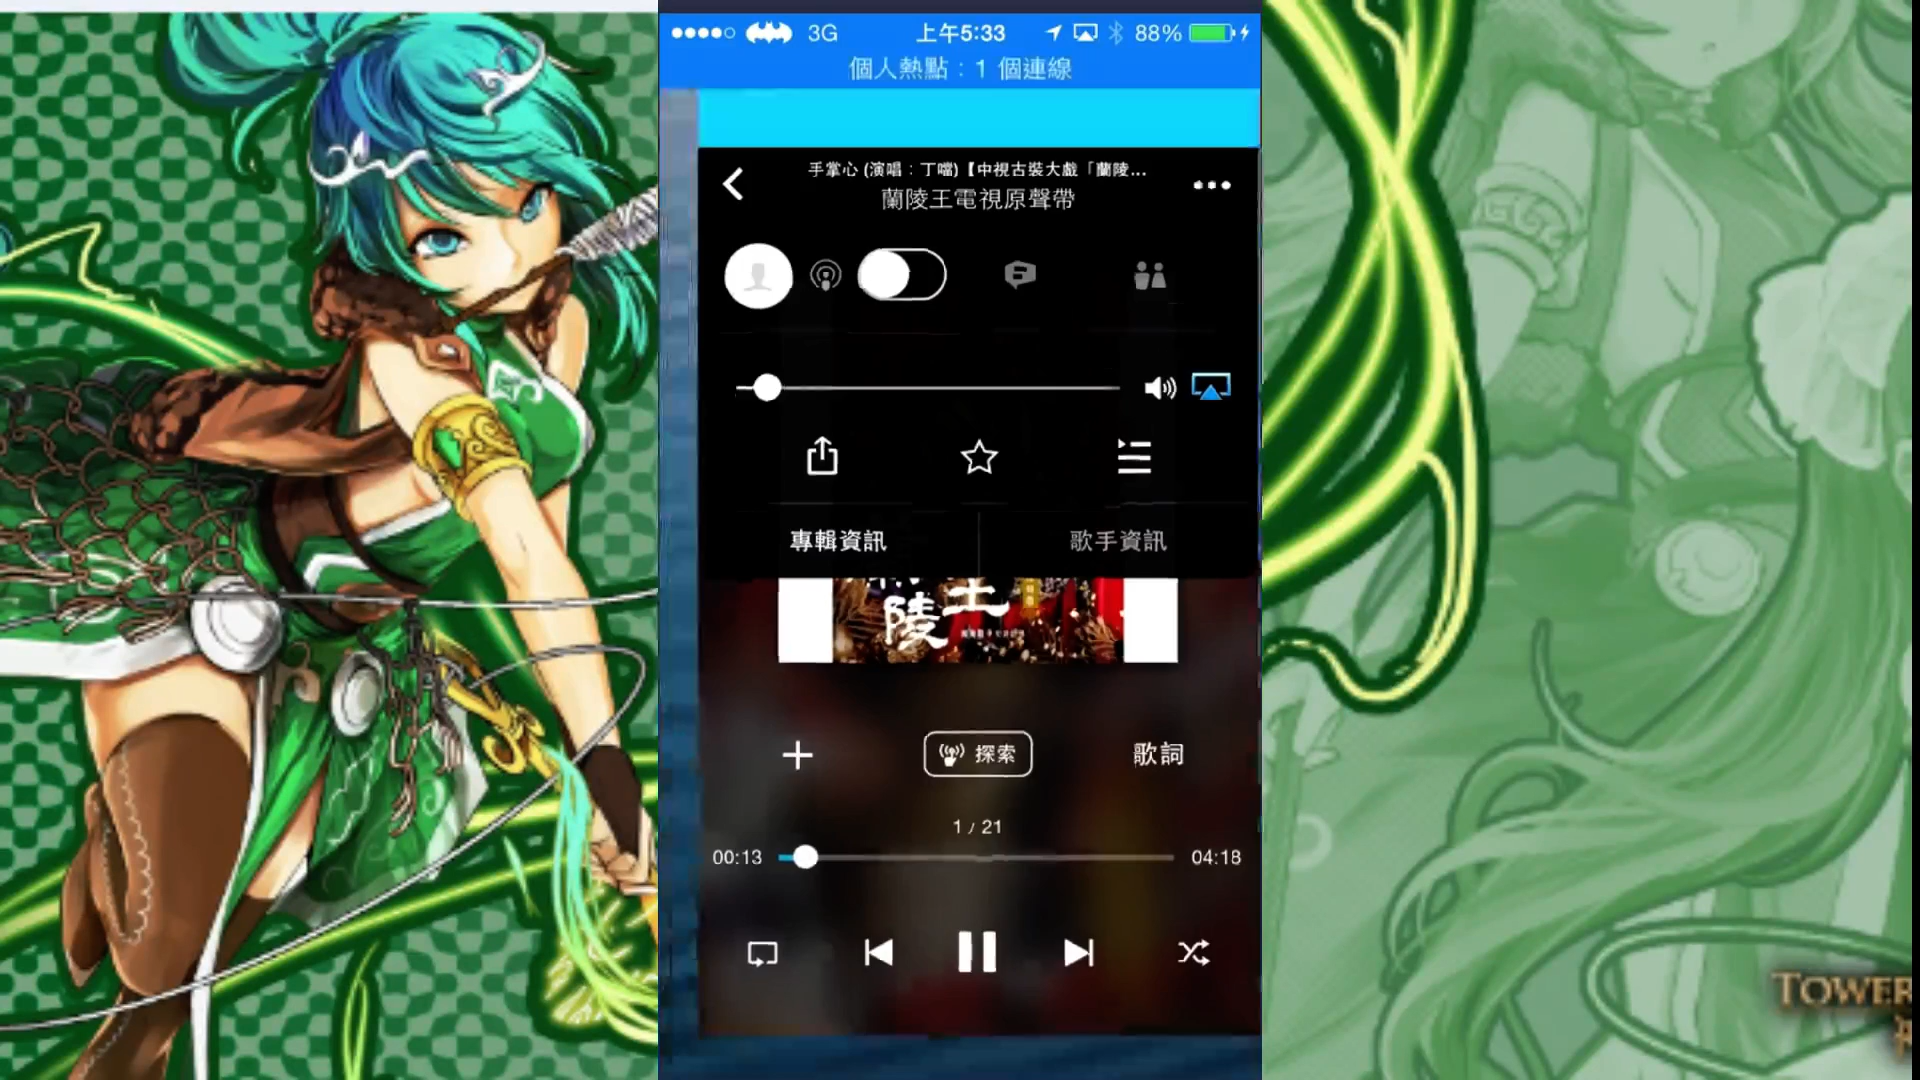 3G 上午5:33 88%
個人熱點：1 個連線
手掌心 (演唱：丁噹)【中視古裝大戲「蘭陵...
蘭陵王電視原聲帶
專輯資訊 歌手資訊
陵王
探索 歌詞
1 / 21
00:13 04:18
TOWER